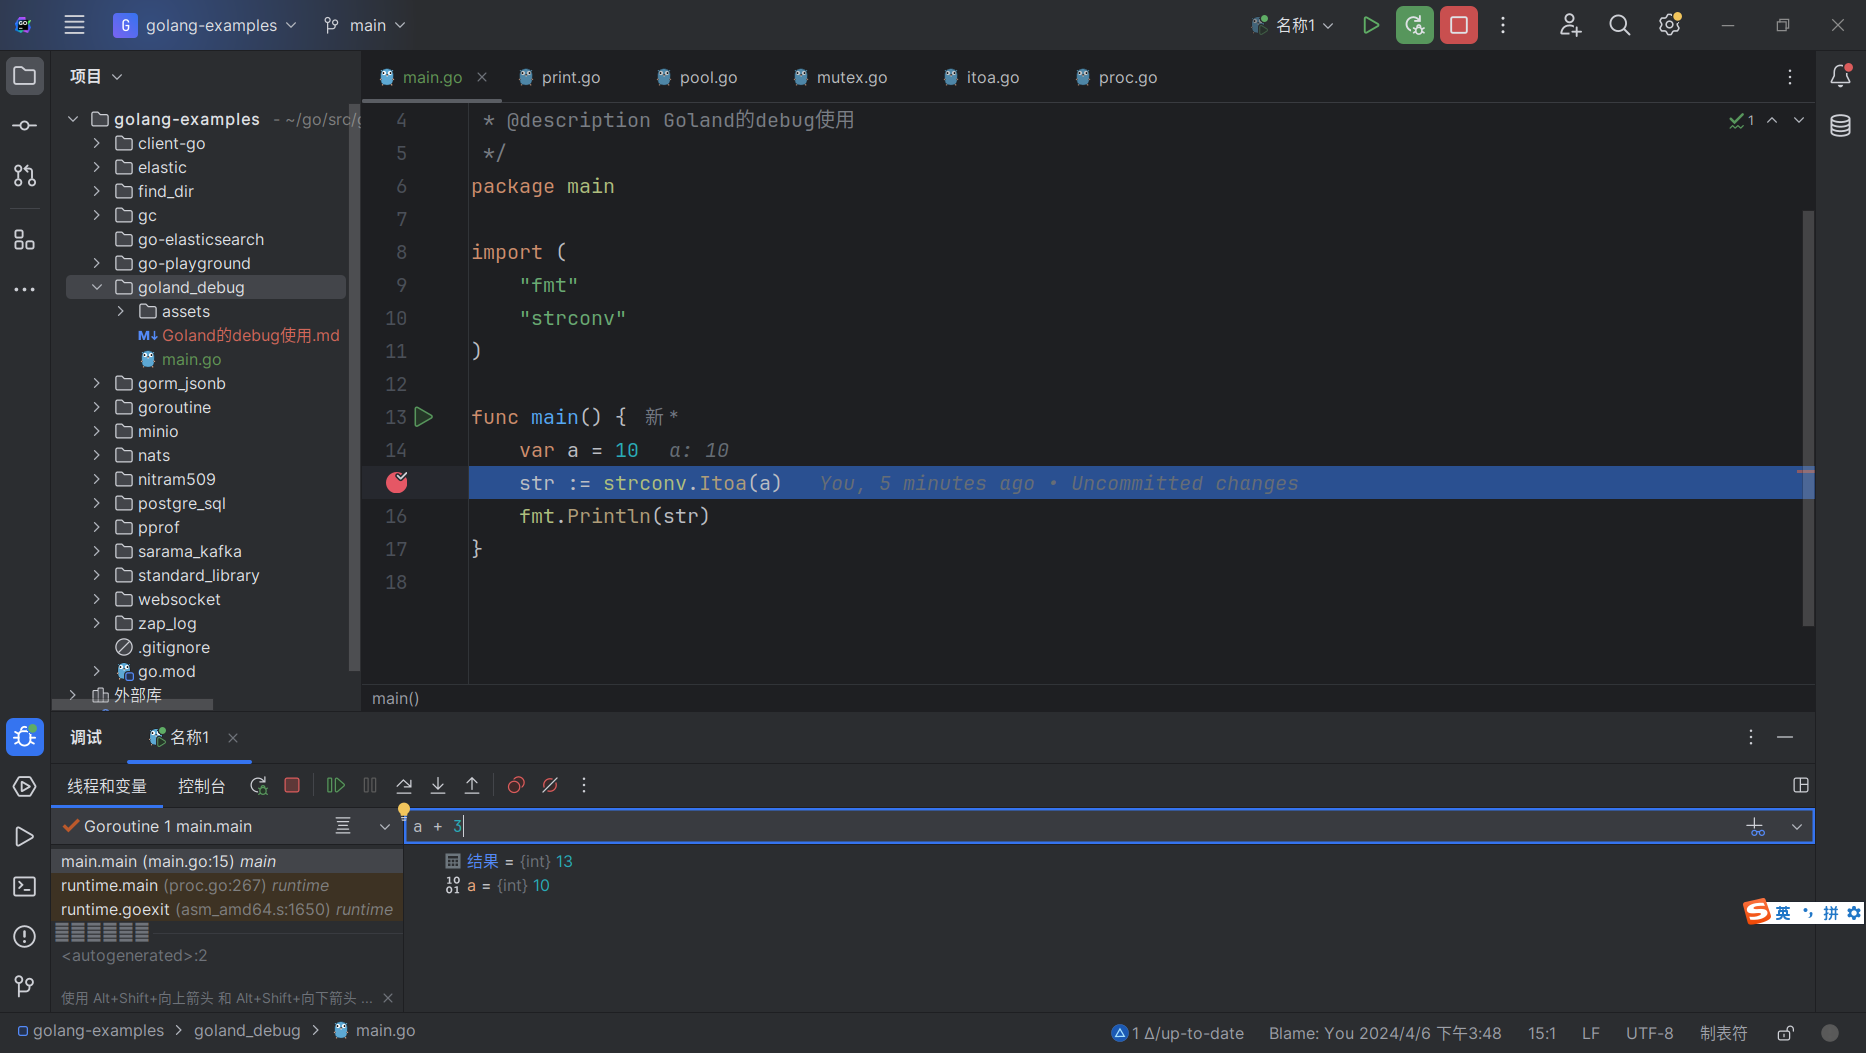 G golang-examples main 名称1
项目
main.go print.go pool.go mutex.go itoa.go proc.go
golang-examples - ~/go/src/g
client-go
elastic
find_dir
gc
go-elasticsearch
go-playground
goland_debug
assets
M↓ Goland的debug使用.md
main.go
gorm_jsonb
goroutine
minio
nats
nitram509
postgre_sql
pprof
sarama_kafka
standard_library
websocket
zap_log
.gitignore
go.mod
外部库
4 * @description Goland的debug使用
5 */
6 package main
7
8 import (
9 "fmt"
10 "strconv"
11 )
12
13 func main() { 新 *
14 var a = 10 a: 10
str := strconv.Itoa(a) You, 5 minutes ago • Uncommitted changes
16 fmt.Println(str)
17 }
18
1
main()
调试 名称1
线程和变量 控制台
Goroutine 1 main.main
a + 3
main.main (main.go:15) main
runtime.main (proc.go:267) runtime
runtime.goexit (asm_amd64.s:1650) runtime
<autogenerated>:2
使用 Alt+Shift+向上箭头 和 Alt+Shift+向下箭头 ...
结果 = {int} 13
a = {int} 10
英 拼
golang-examples > goland_debug > main.go
1 Δ/up-to-date Blame: You 2024/4/6 下午3:48 15:1 LF UTF-8 制表符